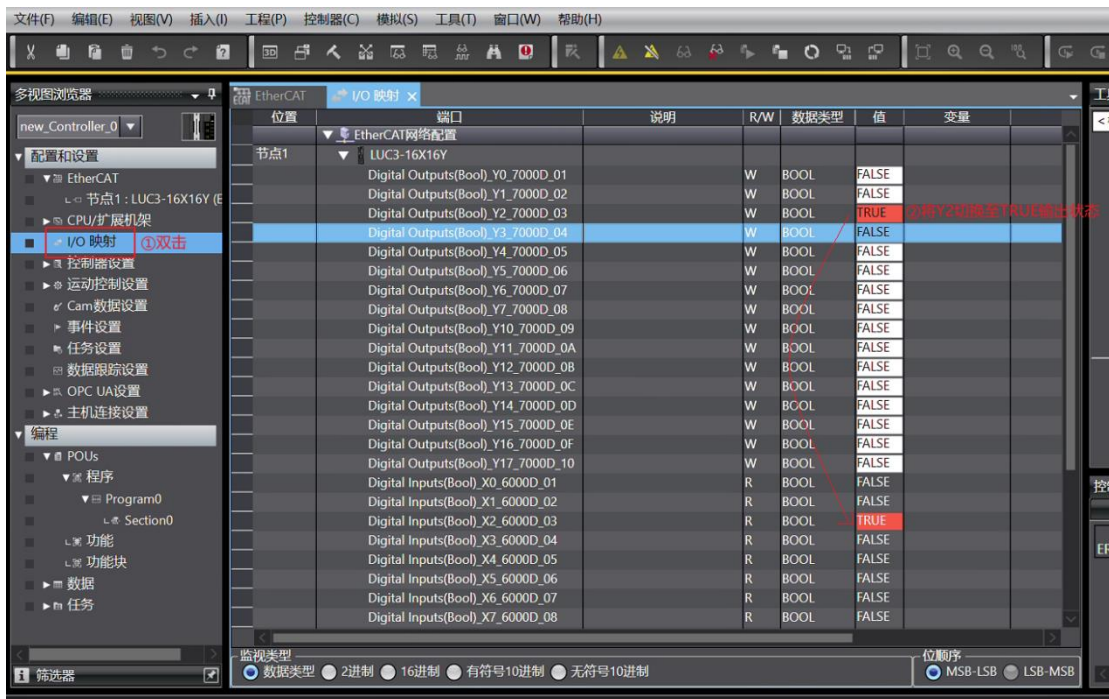 文件(F) 编辑(E) 视图(V) 插入(I) 工程(P) 控制器(C) 模拟(S) 工具(T) 窗口(W) 帮助(H)
多视图浏览器
new_Controller_0
配置和设置
EtherCAT
节点1 : LUC3-16X16Y (E
CPU/扩展机架
I/O 映射 ①双击
控制器设置
运动控制设置
Cam数据设置
事件设置
任务设置
数据跟踪设置
OPC UA设置
主机连接设置
编程
POUs
程序
Program0
Section0
功能
功能块
数据
任务
筛选器
EtherCAT I/O 映射
位置 端口 说明 R/W 数据类型 值 变量
EtherCAT网络配置
节点1 LUC3-16X16Y
Digital Outputs(Bool)_Y0_7000D_01 W BOOL FALSE
Digital Outputs(Bool)_Y1_7000D_02 W BOOL FALSE
Digital Outputs(Bool)_Y2_7000D_03 W BOOL TRUE ②将Y2切换至TRUE输出状态
Digital Outputs(Bool)_Y3_7000D_04 W BOOL FALSE
Digital Outputs(Bool)_Y4_7000D_05 W BOOL FALSE
Digital Outputs(Bool)_Y5_7000D_06 W BOOL FALSE
Digital Outputs(Bool)_Y6_7000D_07 W BOOL FALSE
Digital Outputs(Bool)_Y7_7000D_08 W BOOL FALSE
Digital Outputs(Bool)_Y10_7000D_09 W BOOL FALSE
Digital Outputs(Bool)_Y11_7000D_0A W BOOL FALSE
Digital Outputs(Bool)_Y12_7000D_0B W BOOL FALSE
Digital Outputs(Bool)_Y13_7000D_0C W BOOL FALSE
Digital Outputs(Bool)_Y14_7000D_0D W BOOL FALSE
Digital Outputs(Bool)_Y15_7000D_0E W BOOL FALSE
Digital Outputs(Bool)_Y16_7000D_0F W BOOL FALSE
Digital Outputs(Bool)_Y17_7000D_10 W BOOL FALSE
Digital Inputs(Bool)_X0_6000D_01 R BOOL FALSE
Digital Inputs(Bool)_X1_6000D_02 R BOOL FALSE
Digital Inputs(Bool)_X2_6000D_03 R BOOL TRUE
Digital Inputs(Bool)_X3_6000D_04 R BOOL FALSE
Digital Inputs(Bool)_X4_6000D_05 R BOOL FALSE
Digital Inputs(Bool)_X5_6000D_06 R BOOL FALSE
Digital Inputs(Bool)_X6_6000D_07 R BOOL FALSE
Digital Inputs(Bool)_X7_6000D_08 R BOOL FALSE
监视类型
数据类型 2进制 16进制 有符号10进制 无符号10进制
位顺序
MSB-LSB LSB-MSB